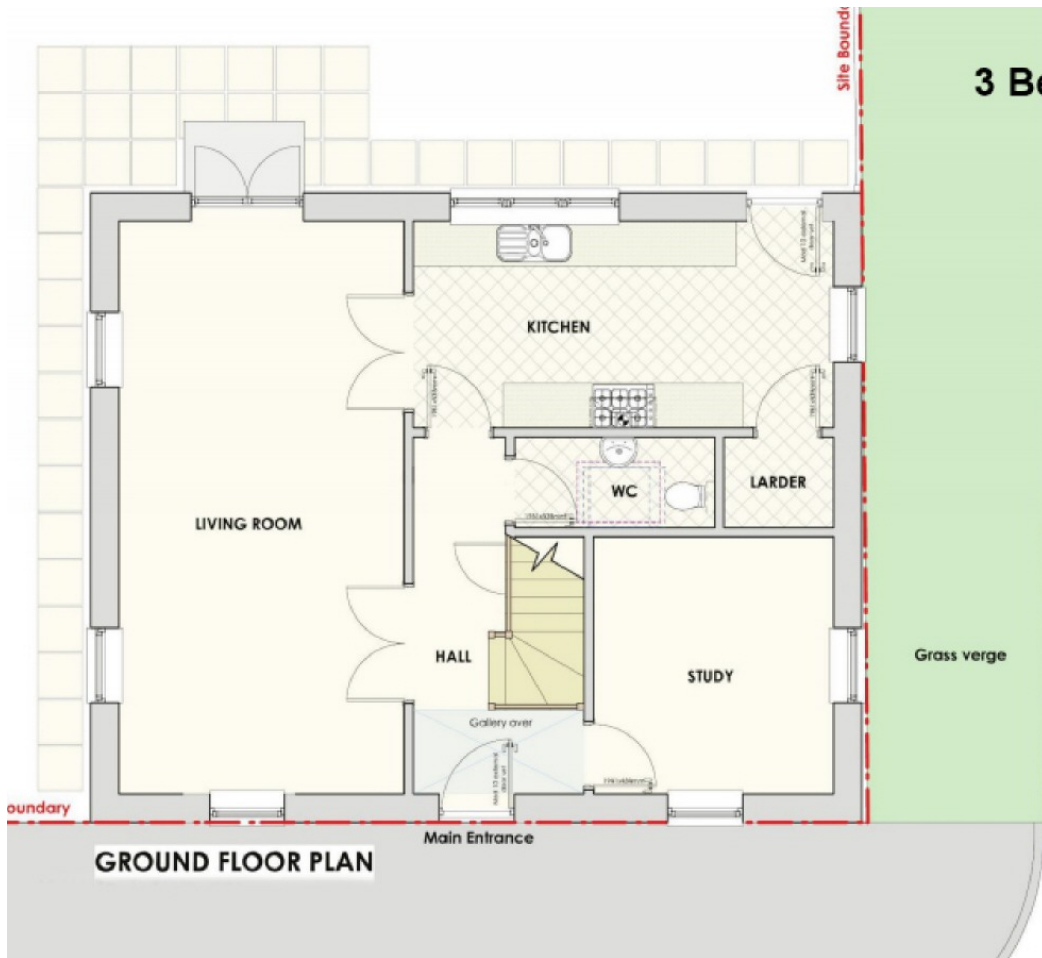 Site Bounda
3 Be
KITCHEN
WC
LARDER
LIVING ROOM
HALL
STUDY
Grass verge
Gallery over
oundary
Main Entrance
GROUND FLOOR PLAN